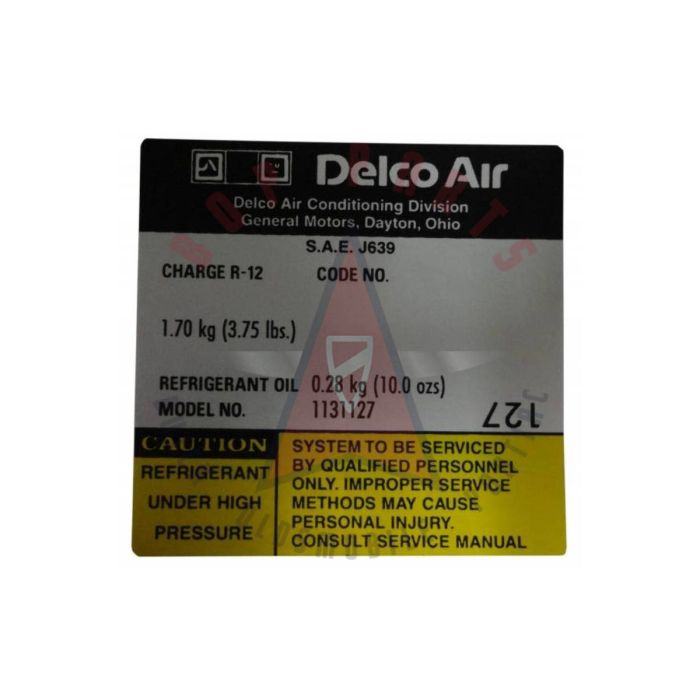 Delco Air
Delco Air Conditioning Division
General Motors, Dayton, Ohio
S.A.E. J639
CHARGE R-12 CODE NO.
1.70 kg (3.75 lbs.)
REFRIGERANT OIL 0.28 kg (10.0 ozs)
MODEL NO. 1131127
127
CAUTION
REFRIGERANT
UNDER HIGH
PRESSURE
SYSTEM TO BE SERVICED
BY QUALIFIED PERSONNEL
ONLY. IMPROPER SERVICE
METHODS MAY CAUSE
PERSONAL INJURY.
CONSULT SERVICE MANUAL